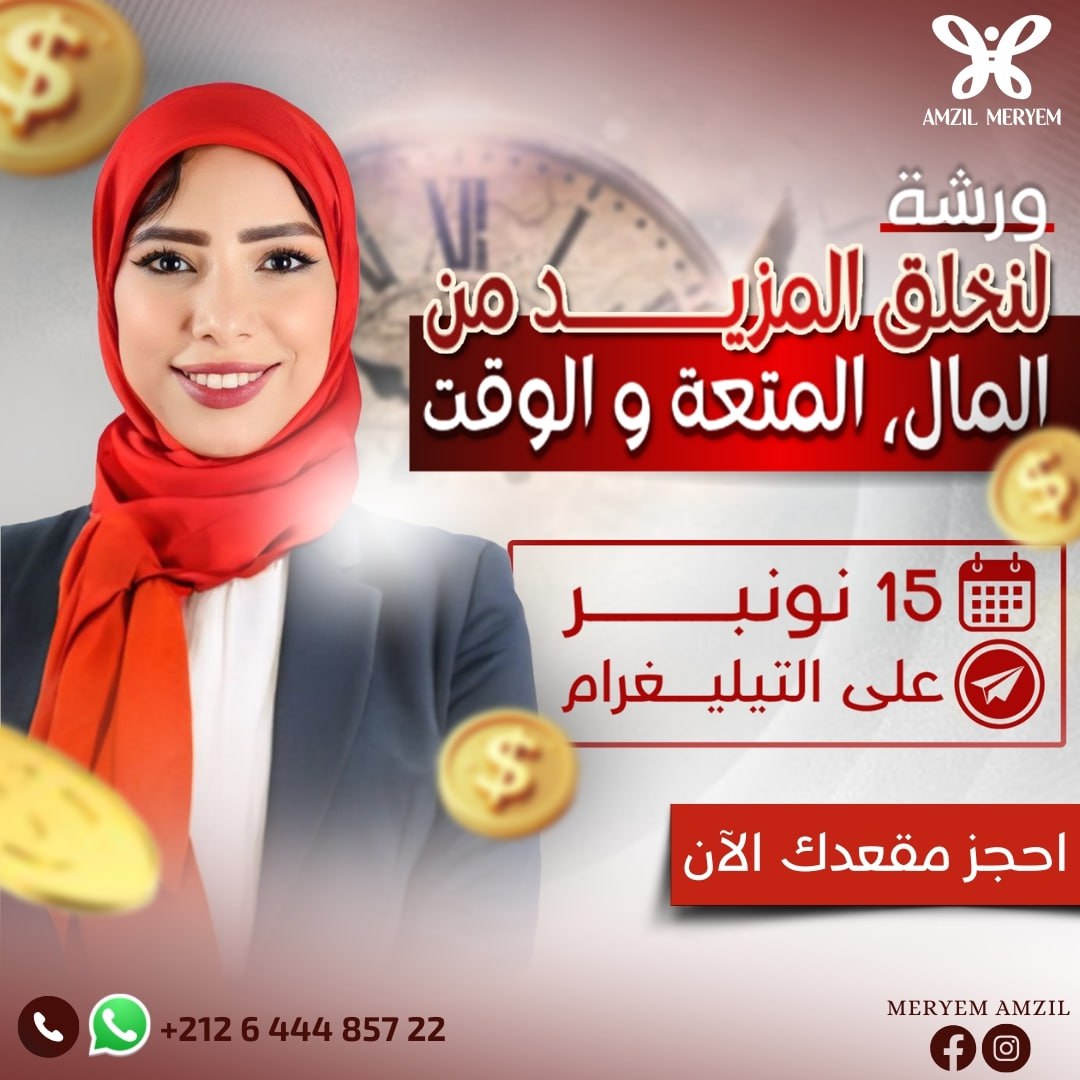 AMZIL MERYEM
ورشة
لنخلق المزيد من
المال، المتعة و الوقت
15 نونبر
على التيليغرام
احجز مقعدك الآن
+212 6 444 857 22
MERYEM AMZIL